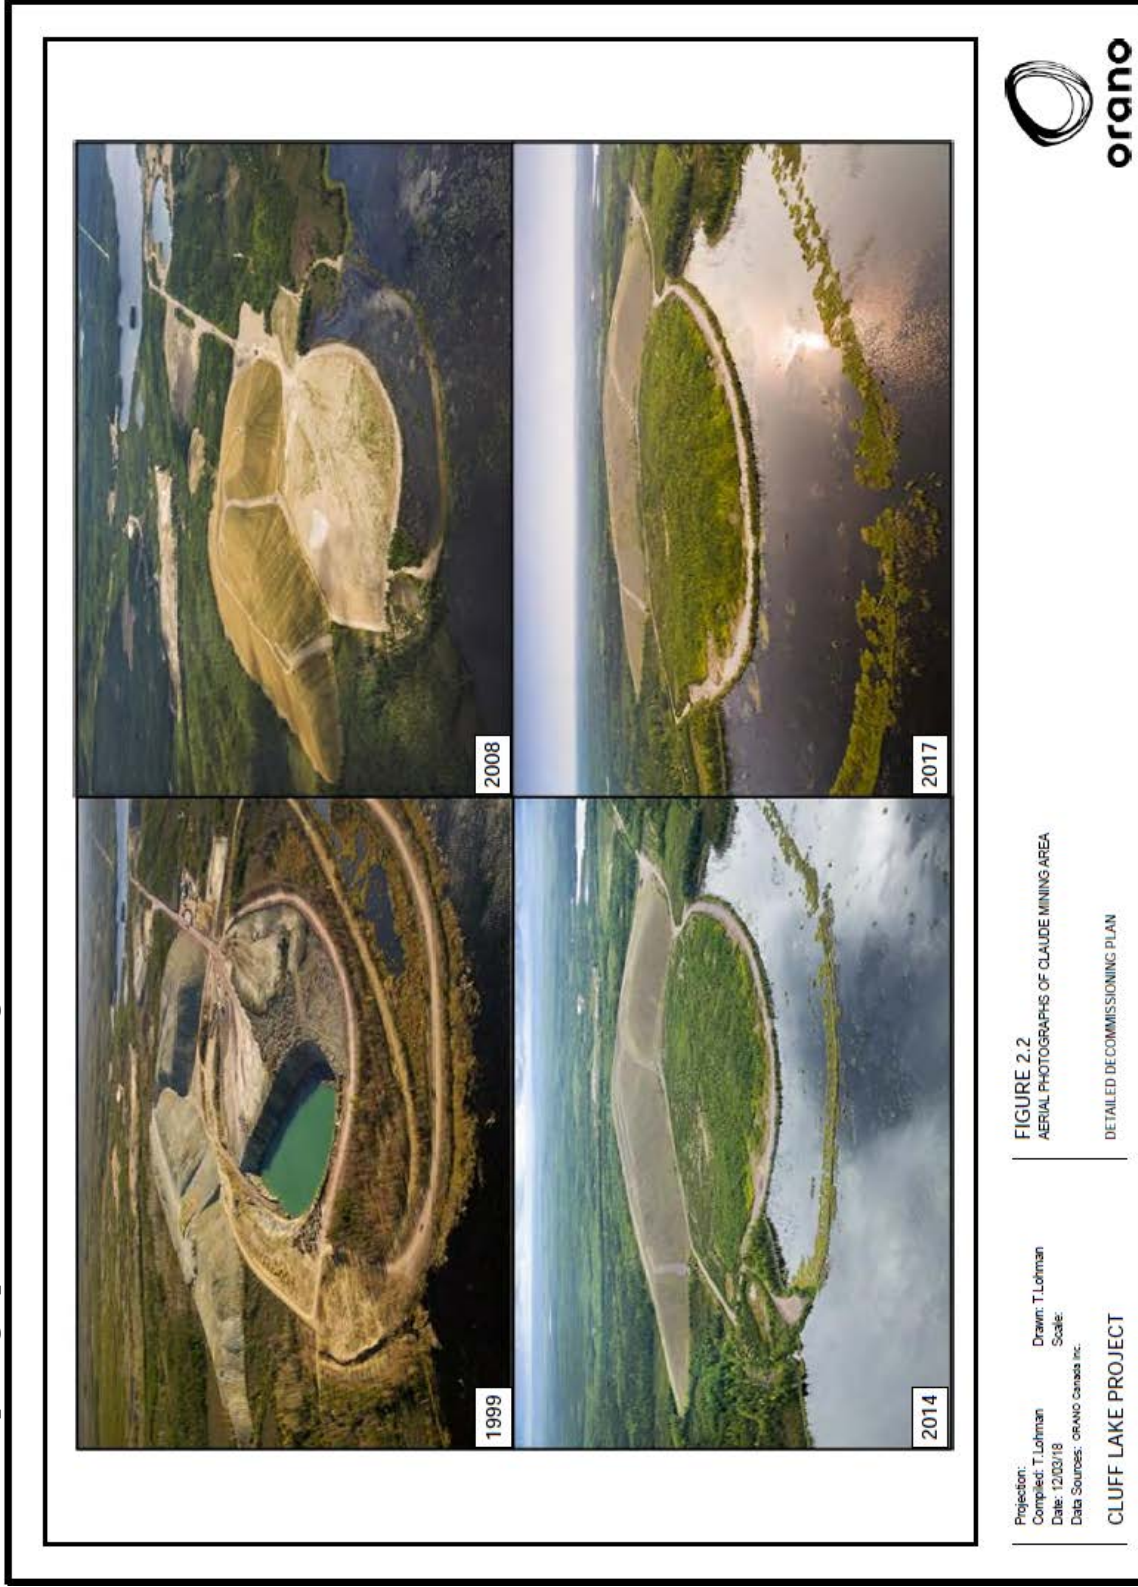 1999
2008
2014
2017
Projection:
Compiled: T.Lohman Drawn: T.Lohman
Date: 12/03/18 Scale:
Data Sources: ORANO Canada Inc.
CLUFF LAKE PROJECT
FIGURE 2.2
AERIAL PHOTOGRAPHS OF CLAUDE MINING AREA
DETAILED DECOMMISSIONING PLAN
orano